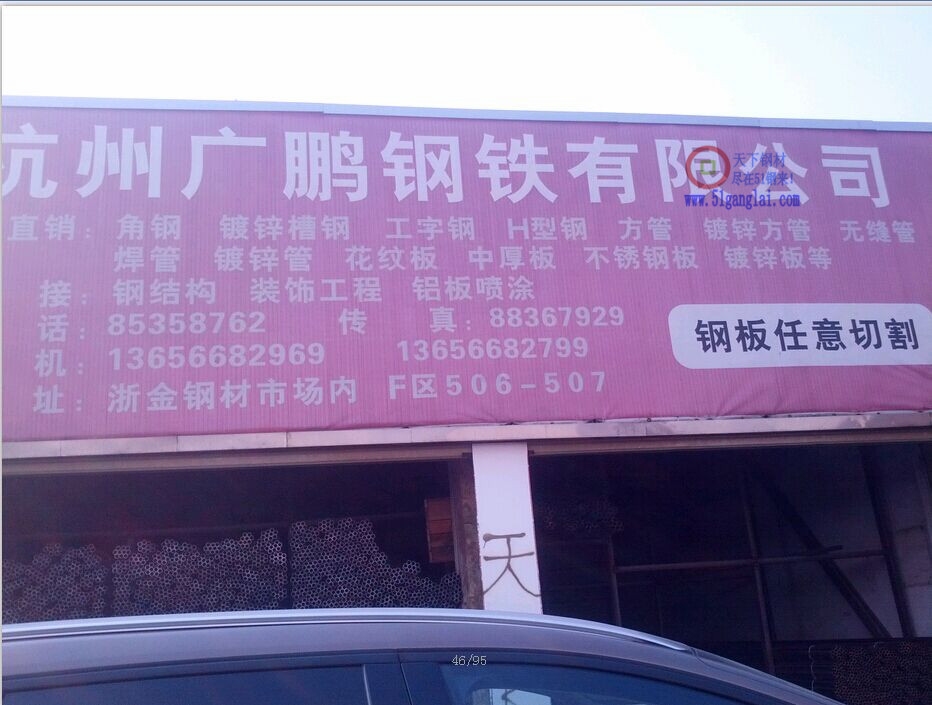 杭州广鹏钢铁有限公司
天下钢材
尽在51钢来!
www.51ganglai.com
直销：角钢 镀锌槽钢 工字钢 H型钢 方管 镀锌方管 无缝管
焊管 镀锌管 花纹板 中厚板 不锈钢板 镀锌板等
接：钢结构 装饰工程 铝板喷涂
话：85358762 传 真：88367929
机：13656682969 13656682799
址：浙金钢材市场内 F区506-507
钢板任意切割
天
46/95